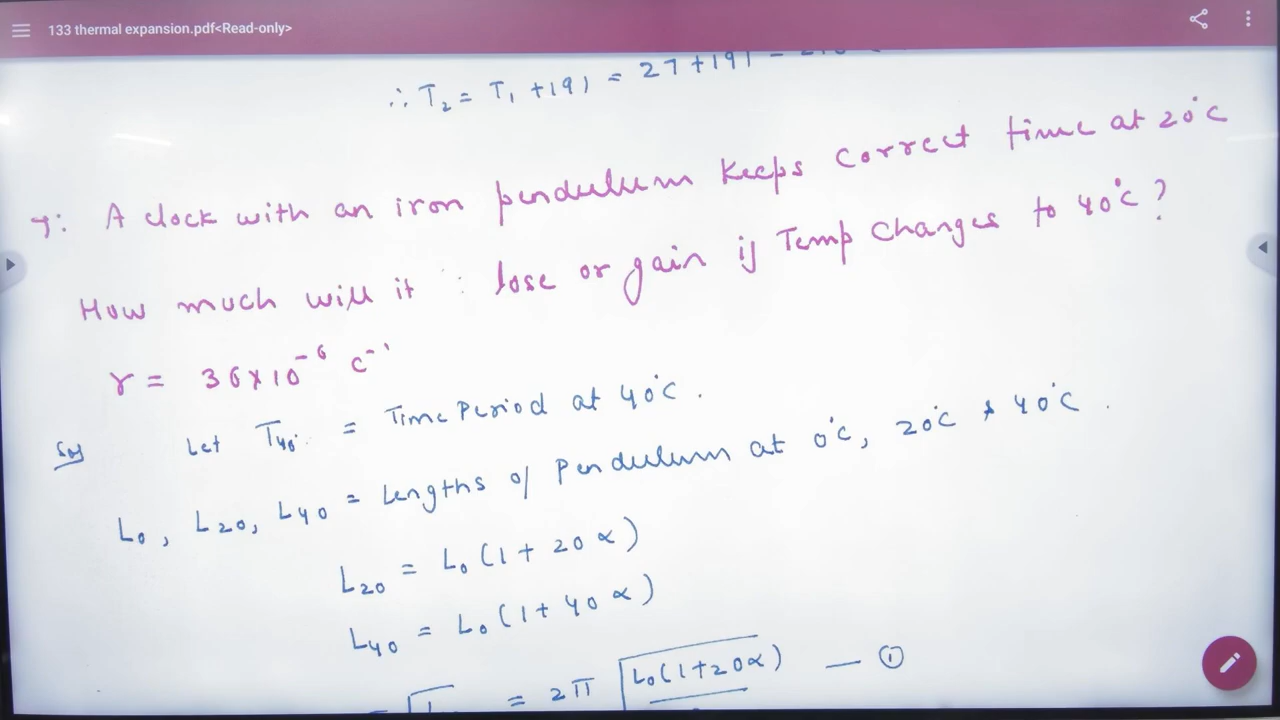 133 thermal expansion.pdf<Read-only>
∴ T₂ = T₁ + 191 = 27 + 191 =
7: A clock with an iron pendulum keeps correct time at 20°C
How much will it lose or gain if Temp changes to 40°C?
γ = 36×10⁻⁶ C⁻¹
Sol Let T₄₀ = Time Period at 40°C.
L₀, L₂₀, L₄₀ = Lengths of Pendulum at 0°C, 20°C & 40°C.
L₂₀ = L₀(1 + 20α)
L₄₀ = L₀(1 + 40α)
= 2π √L₀(1+20α) — ①